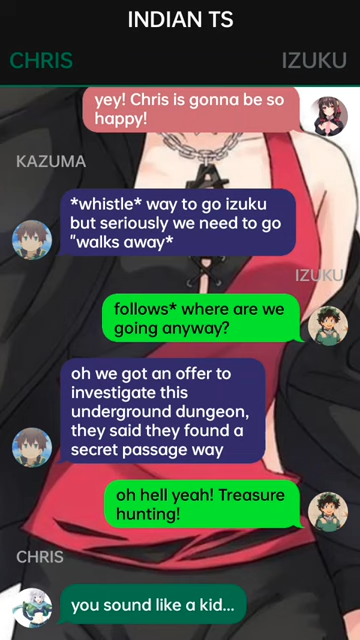 INDIAN TS
CHRIS
IZUKU
yey! Chris is gonna be so
happy!
KAZUMA
*whistle* way to go izuku
but seriously we need to go
"walks away*
IZUKU
follows* where are we
going anyway?
oh we got an offer to
investigate this
underground dungeon,
they said they found a
secret passage way
oh hell yeah! Treasure
hunting!
CHRIS
you sound like a kid...